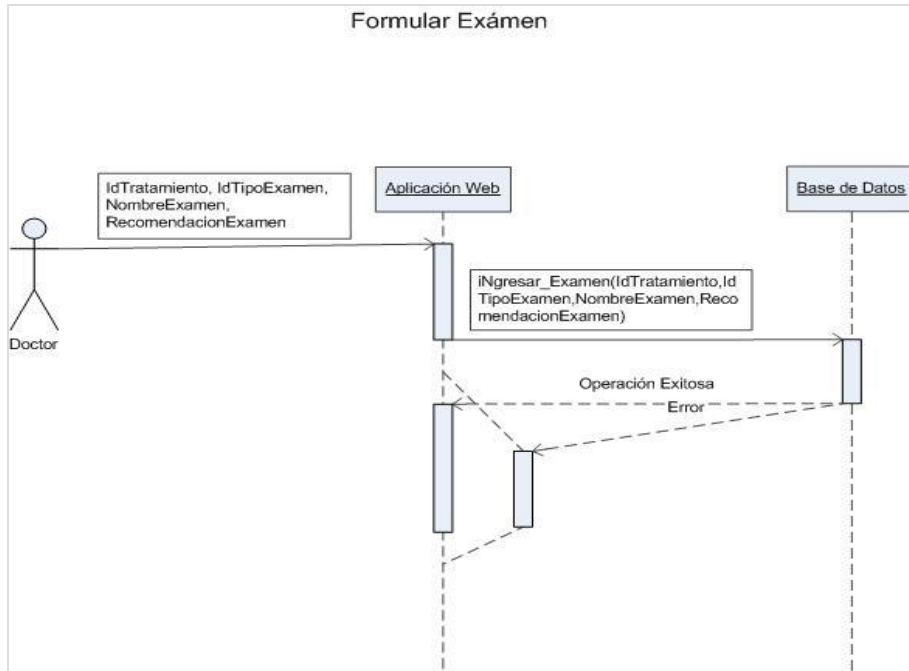 Formular Exámen
IdTratamiento, IdTipoExamen,
NombreExamen,
RecomendacionExamen
Aplicación Web
Base de Datos
Doctor
iNgresar_Examen(IdTratamiento,Id
TipoExamen,NombreExamen,Reco
mendacionExamen)
Operación Exitosa
Error